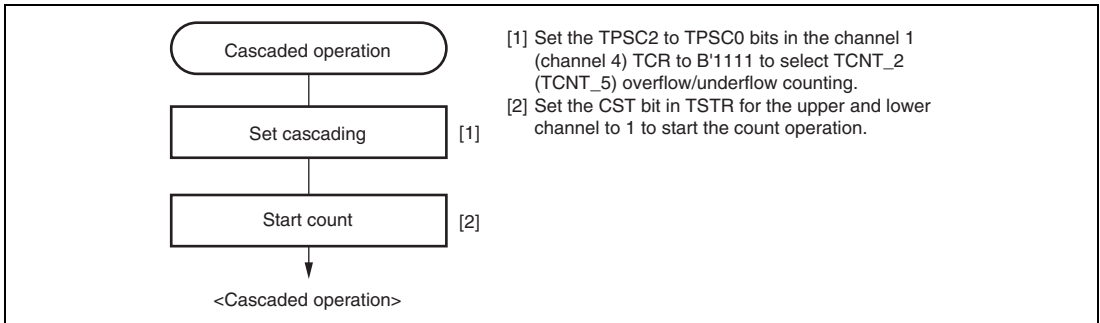 Cascaded operation
Set cascading
[1]
Start count
[2]
<Cascaded operation>
[1] Set the TPSC2 to TPSC0 bits in the channel 1
(channel 4) TCR to B'1111 to select TCNT_2
(TCNT_5) overflow/underflow counting.
[2] Set the CST bit in TSTR for the upper and lower
channel to 1 to start the count operation.